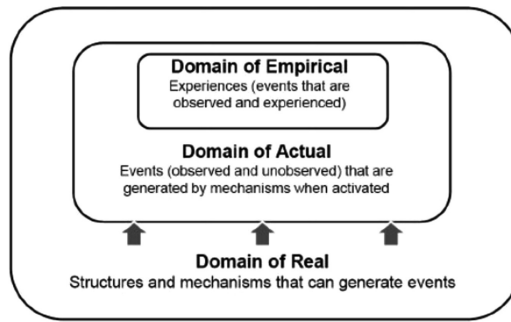 Domain of Empirical
Experiences (events that are
observed and experienced)
Domain of Actual
Events (observed and unobserved) that are
generated by mechanisms when activated
Domain of Real
Structures and mechanisms that can generate events